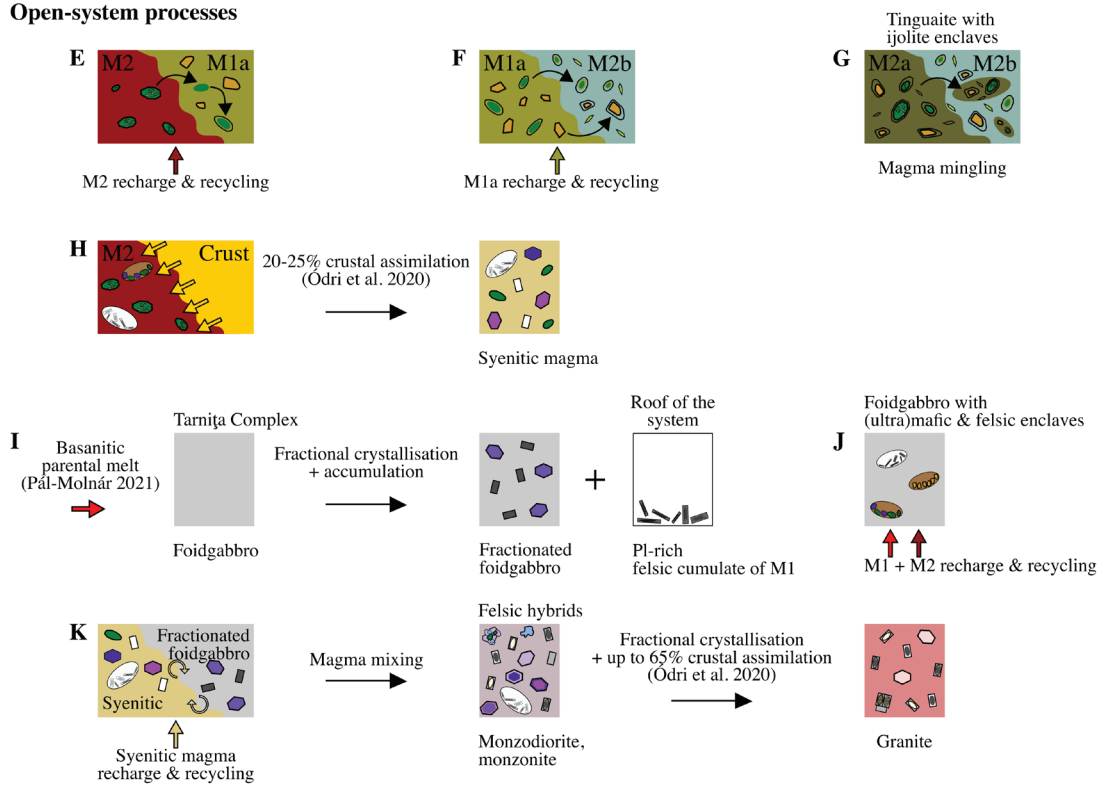 Open-system processes
E
M2
M1a
M2 recharge & recycling
F
M1a
M2b
M1a recharge & recycling
Tinguaite with
ijolite enclaves
G
M2a
M2b
Magma mingling
H
M2
Crust
20-25% crustal assimilation
(Ódri et al. 2020)
Syenitic magma
I
Basanitic
parental melt
(Pál-Molnár 2021)
Tarniţa Complex
Foidgabbro
Fractional crystallisation
+ accumulation
Fractionated
foidgabbro
+
Roof of the
system
Pl-rich
felsic cumulate of M1
J
Foidgabbro with
(ultra)mafic & felsic enclaves
M1 + M2 recharge & recycling
K
Fractionated
foidgabbro
Syenitic
Syenitic magma
recharge & recycling
Magma mixing
Felsic hybrids
Monzodiorite,
monzonite
Fractional crystallisation
+ up to 65% crustal assimilation
(Ódri et al. 2020)
Granite